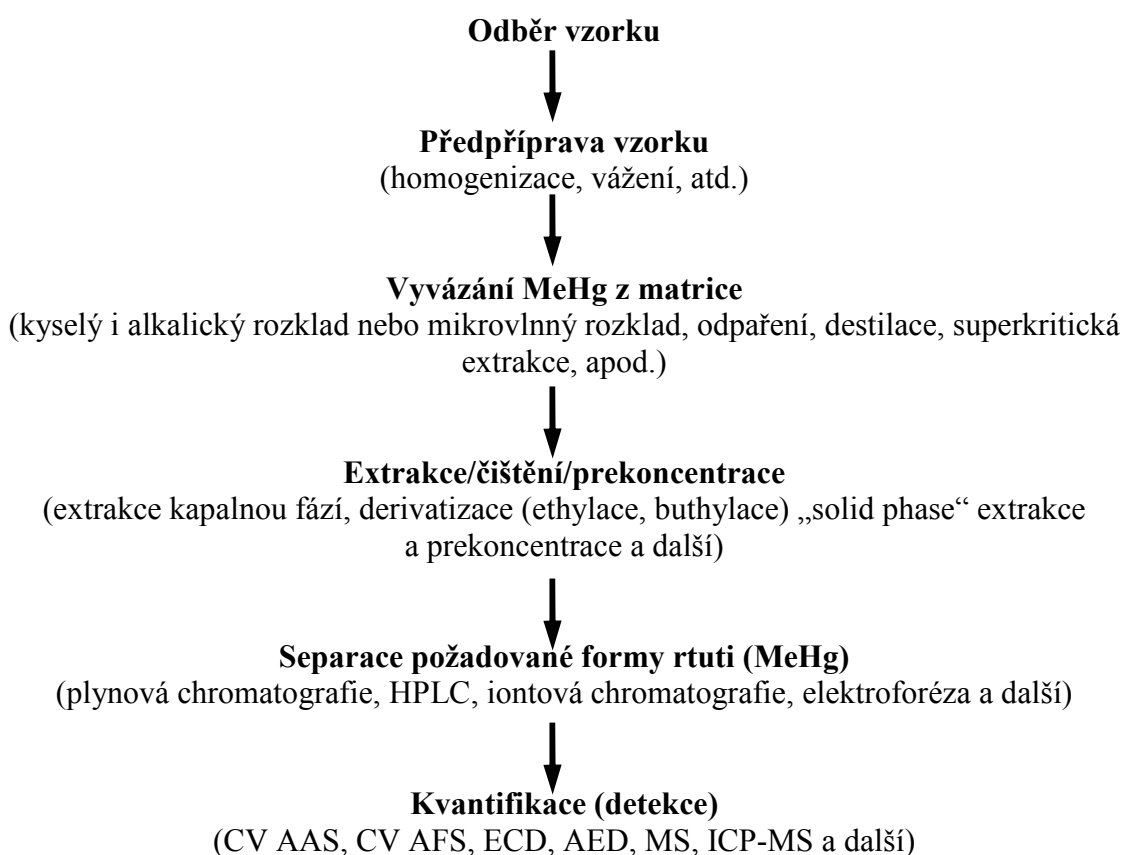 Odběr vzorku
Předpříprava vzorku
(homogenizace, vážení, atd.)
Vyvázání MeHg z matrice
(kyselý i alkalický rozklad nebo mikrovlnný rozklad, odpaření, destilace, superkritická
extrakce, apod.)
Extrakce/čištění/prekoncentrace
(extrakce kapalnou fází, derivatizace (ethylace, buthylace) „solid phase“ extrakce
a prekoncentrace a další)
Separace požadované formy rtuti (MeHg)
(plynová chromatografie, HPLC, iontová chromatografie, elektroforéza a další)
Kvantifikace (detekce)
(CV AAS, CV AFS, ECD, AED, MS, ICP-MS a další)